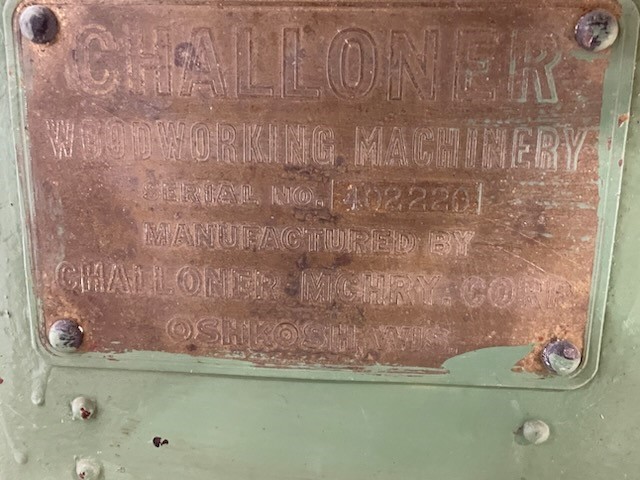 CHALLONER
WOODWORKING MACHINERY
SERIAL NO. 102220
MANUFACTURED BY
CHALLONER MCHRY. CORP.
OSHKOSH, WIS.